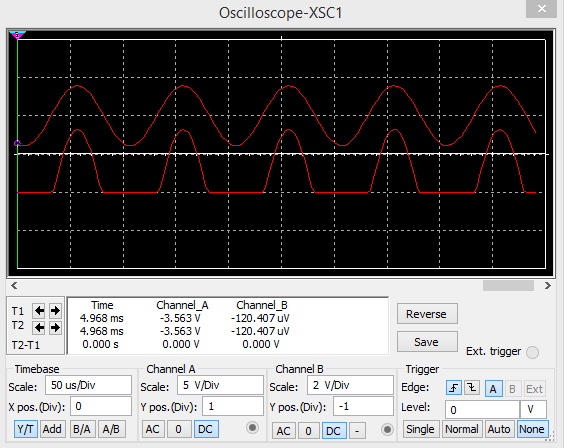 Oscilloscope-XSC1
T1
T2
T2-T1
Time Channel_A Channel_B
4.968 ms -3.563 V -120.407 uV
4.968 ms -3.563 V -120.407 uV
0.000 s 0.000 V 0.000 V
Reverse
Save
Ext. trigger
Timebase
Scale: 50 us/Div
X pos.(Div): 0
Y/T Add B/A A/B
Channel A
Scale: 5 V/Div
Y pos.(Div): 1
AC 0 DC
Channel B
Scale: 2 V/Div
Y pos.(Div): -1
AC 0 DC -
Trigger
Edge: A B Ext
Level: 0 V
Single Normal Auto None